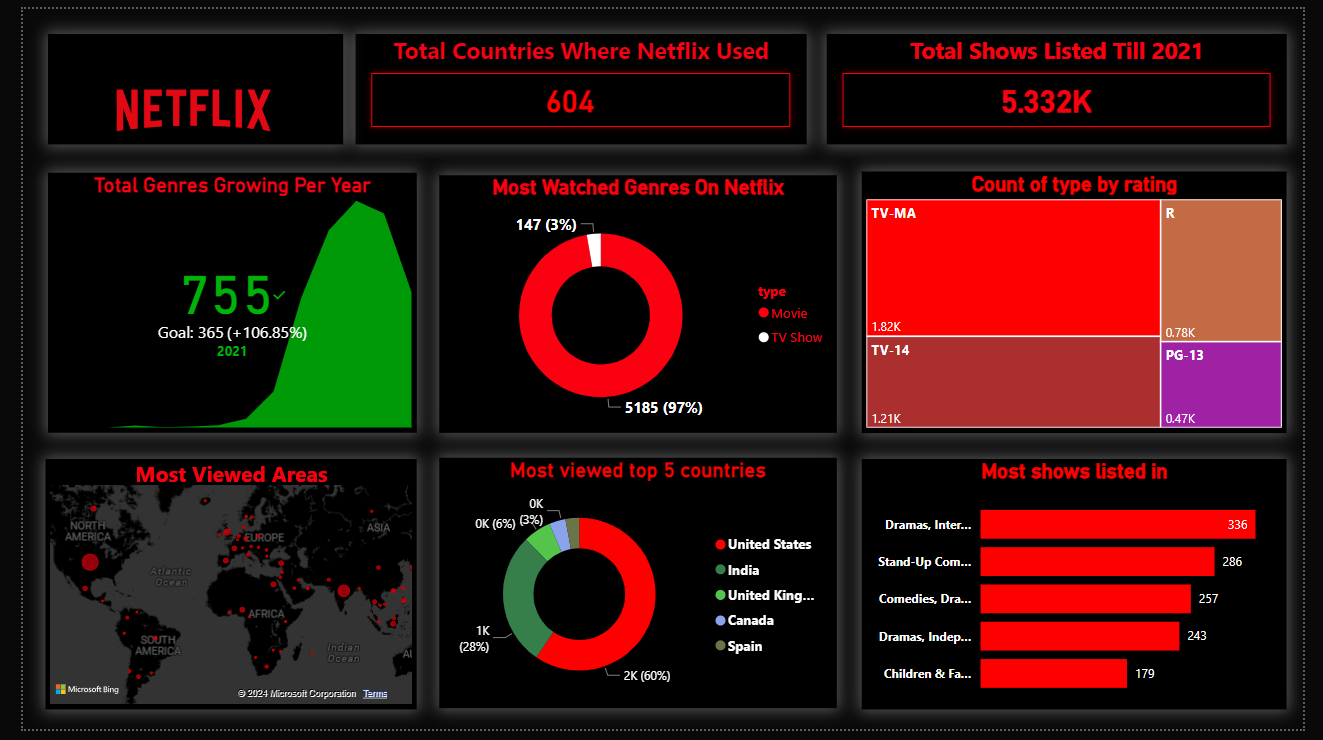 NETFLIX
Total Countries Where Netflix Used
604
Total Shows Listed Till 2021
5.332K
Total Genres Growing Per Year
755
Goal: 365 (+106.85%)
2021
Most Watched Genres On Netflix
147 (3%)
5185 (97%)
type
Movie
TV Show
Count of type by rating
TV-MA
1.82K
TV-14
1.21K
R
0.78K
PG-13
0.47K
Most Viewed Areas
NORTH
AMERICA
EUROPE
ASIA
Atlantic
Ocean
AFRICA
SOUTH
AMERICA
Indian
Ocean
AU
Microsoft Bing
© 2024 Microsoft Corporation Terms
Most viewed top 5 countries
0K
(3%)
0K (6%)
1K
(28%)
2K (60%)
United States
India
United King...
Canada
Spain
Most shows listed in
Dramas, Inter...
336
Stand-Up Com...
286
Comedies, Dra...
257
Dramas, Indep...
243
Children & Fa...
179